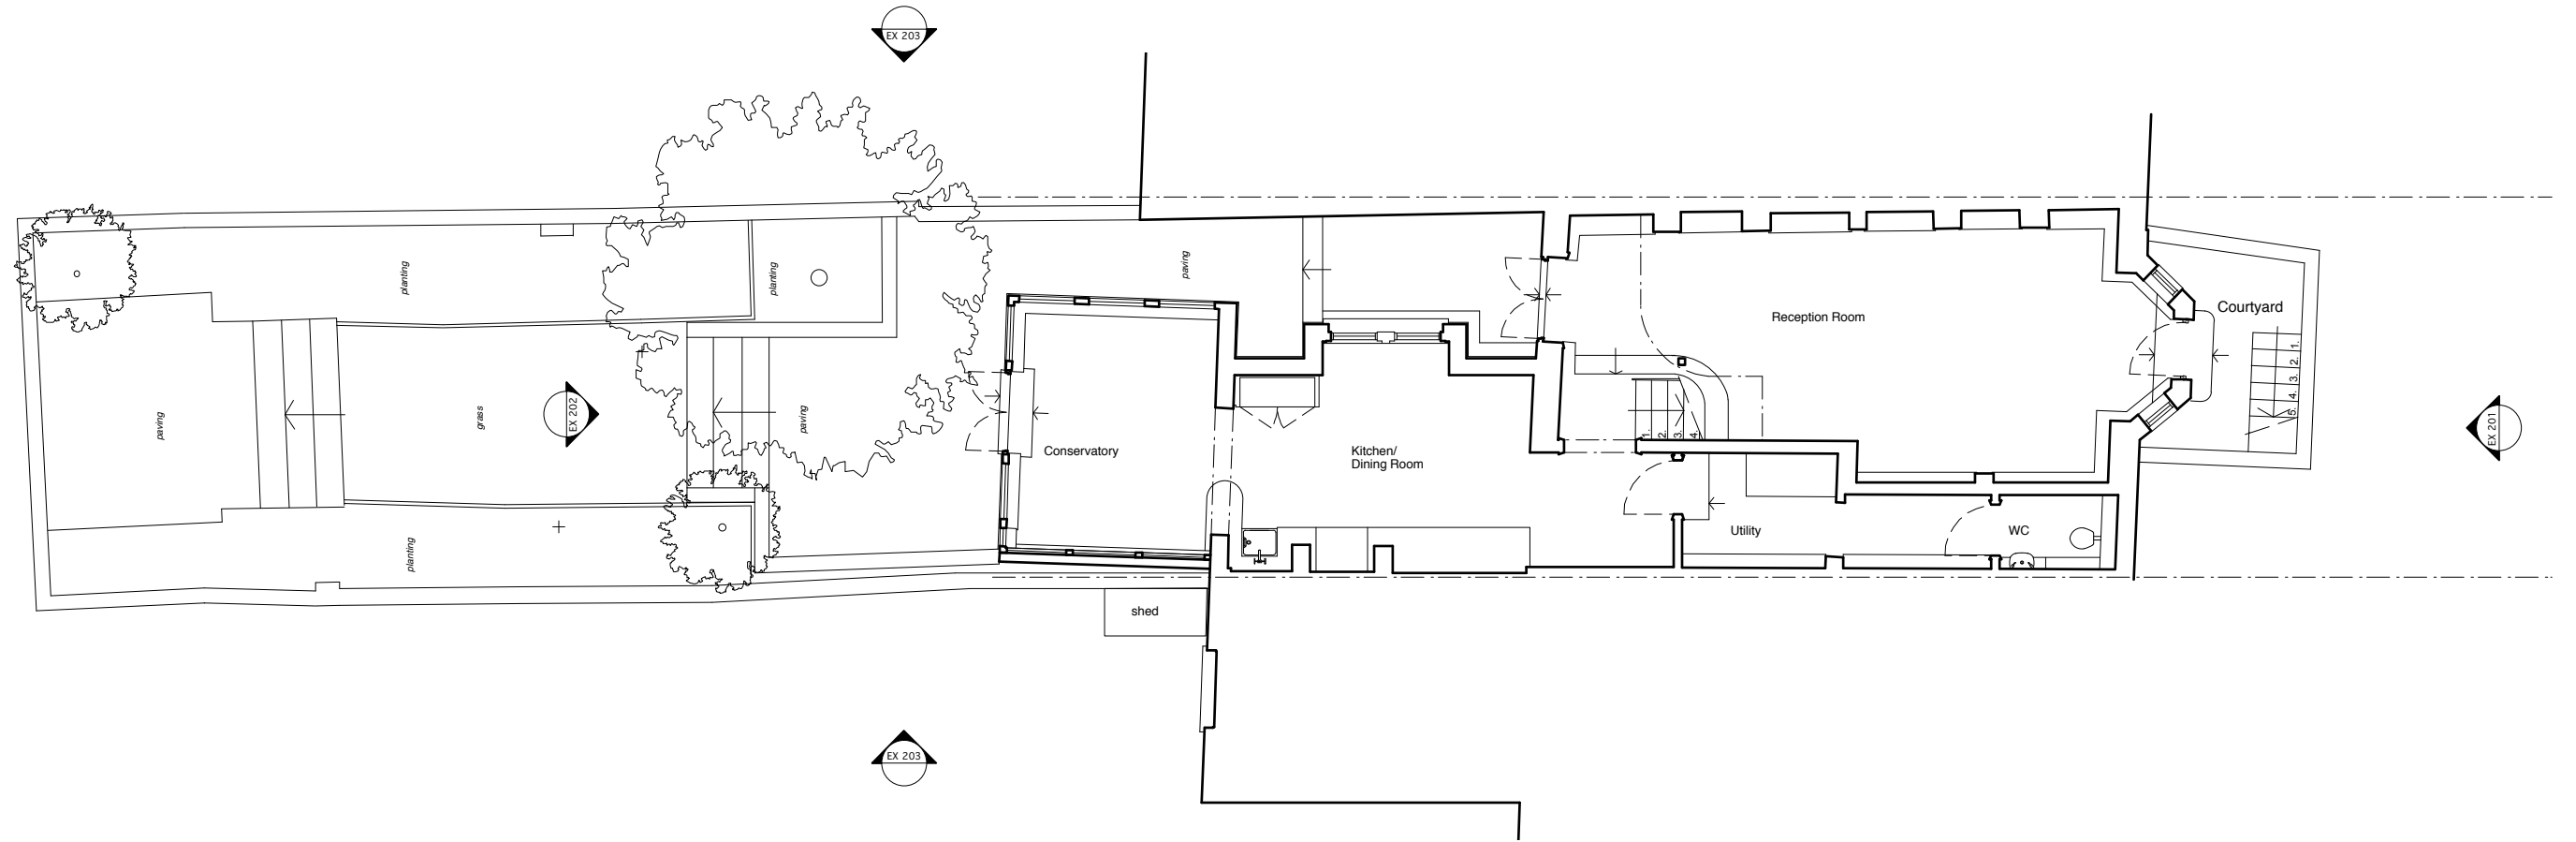 EX 203
planting
planting
paving
Reception Room
Courtyard
1.
2.
3.
4.
5.
paving
grass
EX 202
paving
Conservatory
Kitchen/
Dining Room
1.
2.
3.
4.
EX 201
planting
Utility
WC
shed
EX 203